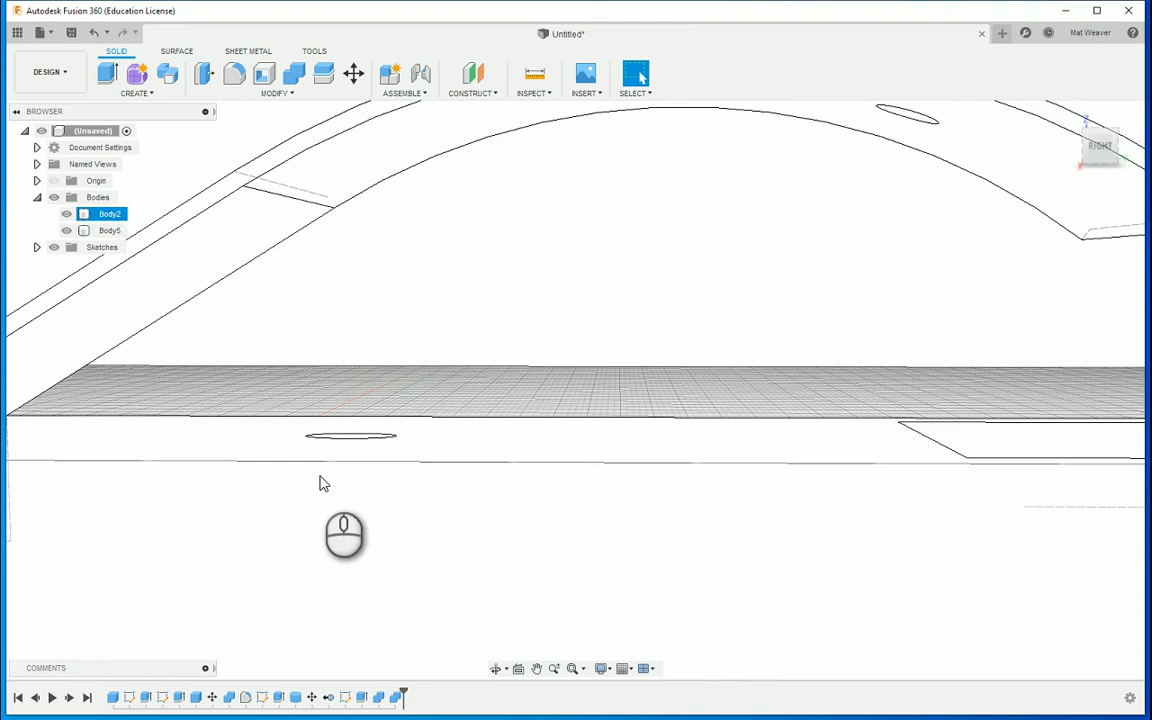 Autodesk Fusion 360 (Education License)
Untitled*
Mat Weaver
DESIGN
SOLID
SURFACE
SHEET METAL
TOOLS
CREATE
MODIFY
ASSEMBLE
CONSTRUCT
INSPECT
INSERT
SELECT
BROWSER
(Unsaved)
Document Settings
Named Views
Origin
Bodies
Body2
Body5
Sketches
Z
RIGHT
X
COMMENTS